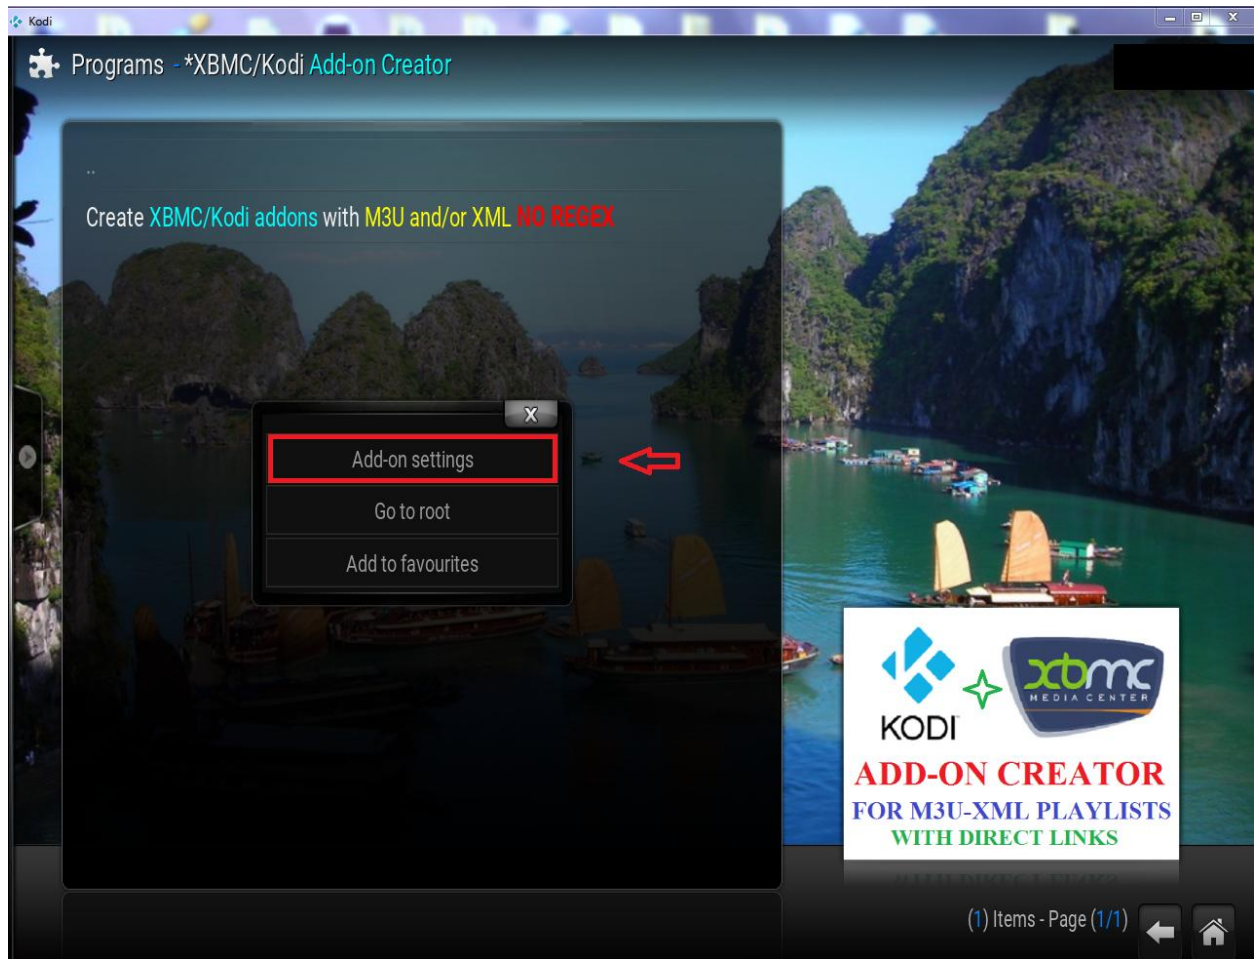 Kodi
Programs - *XBMC/Kodi Add-on Creator
..
Create XBMC/Kodi addons with M3U and/or XML NO REGEX
X
Add-on settings
Go to root
Add to favourites
KODI
xbmc
MEDIA CENTER
ADD-ON CREATOR
FOR M3U-XML PLAYLISTS
WITH DIRECT LINKS
(1) Items - Page (1/1)